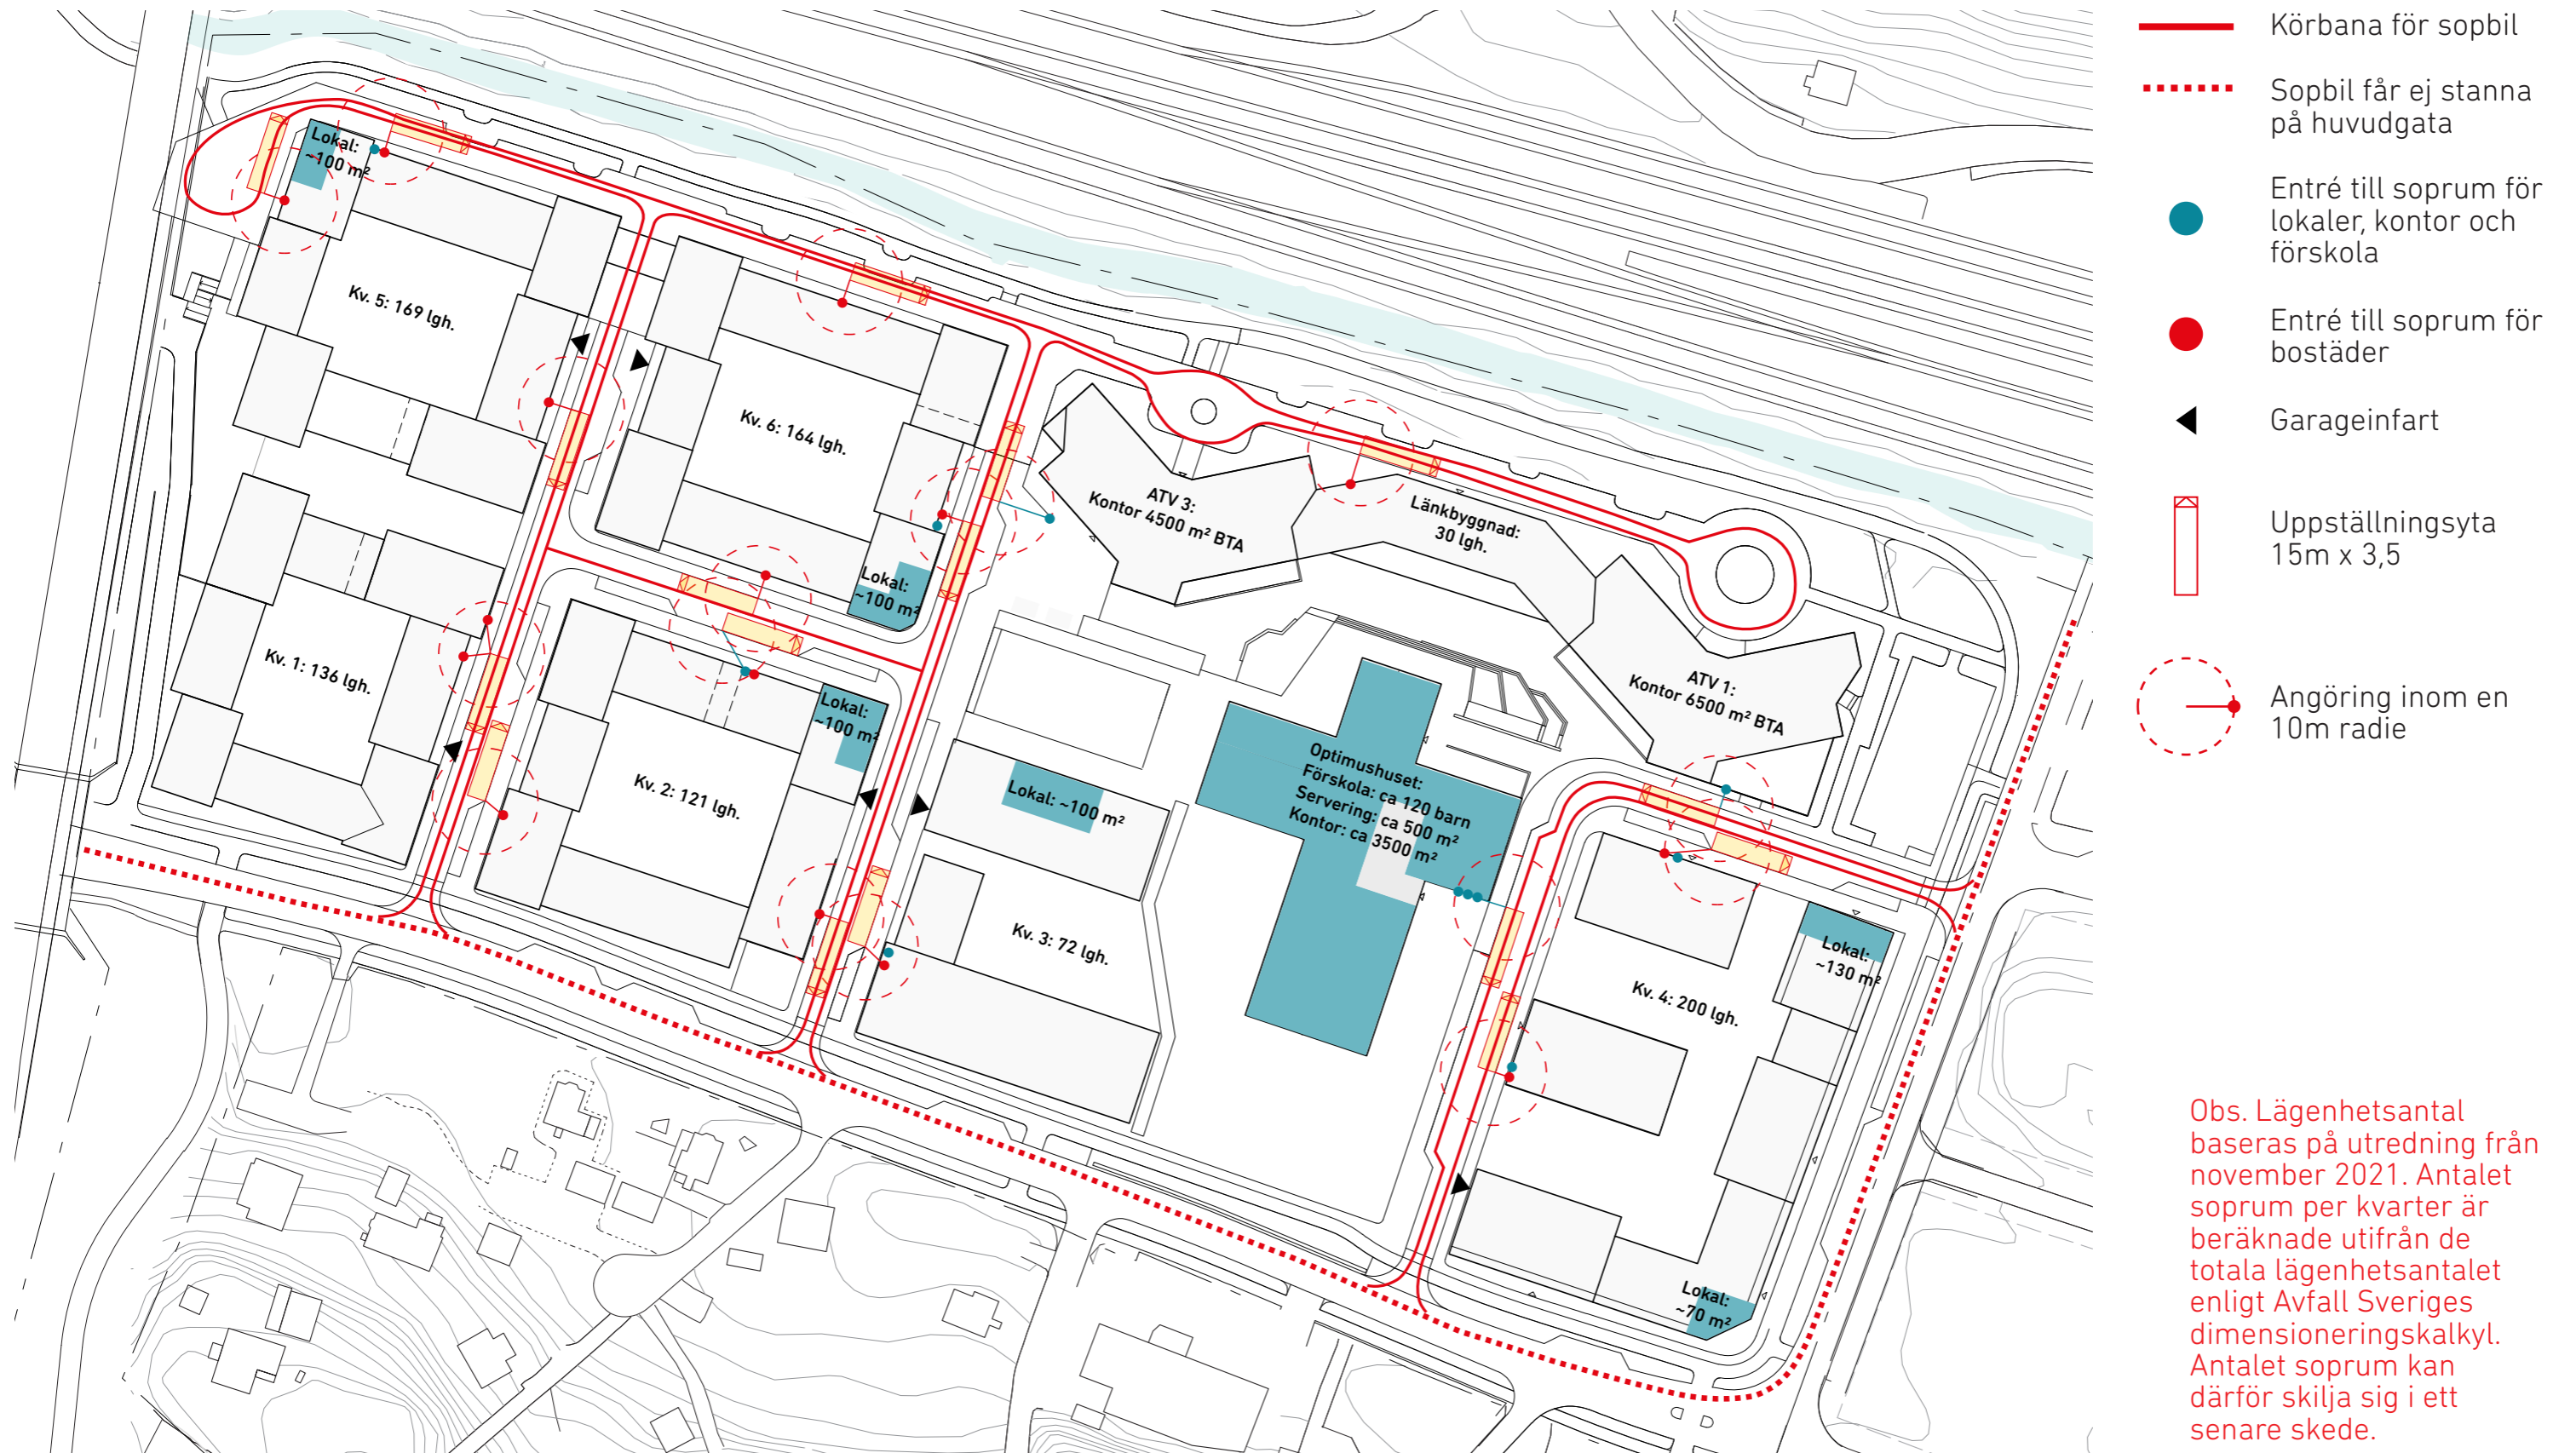 Lokal:
~100 m²
Kv. 5: 169 lgh.
Kv. 6: 164 lgh.
Lokal:
~100 m²
ATV 3:
Kontor 4500 m² BTA
Länkbyggnad:
30 lgh.
ATV 1:
Kontor 6500 m² BTA
Kv. 1: 136 lgh.
Kv. 2: 121 lgh.
Lokal:
~100 m²
Lokal: ~100 m²
Kv. 3: 72 lgh.
Optimushuset:
Förskola: ca 120 barn
Servering: ca 500 m²
Kontor: ca 3500 m²
Kv. 4: 200 lgh.
Lokal:
~130 m²
Lokal:
~70 m²
Körbana för sopbil
Sopbil får ej stanna
på huvudgata
Entré till soprum för
lokaler, kontor och
förskola
Entré till soprum för
bostäder
Garageinfart
Uppställningsyta
15m x 3,5
Angöring inom en
10m radie
Obs. Lägenhetsantal
baseras på utredning från
november 2021. Antalet
soprum per kvarter är
beräknade utifrån de
totala lägenhetsantalet
enligt Avfall Sveriges
dimensioneringskalkyl.
Antalet soprum kan
därför skilja sig i ett
senare skede.